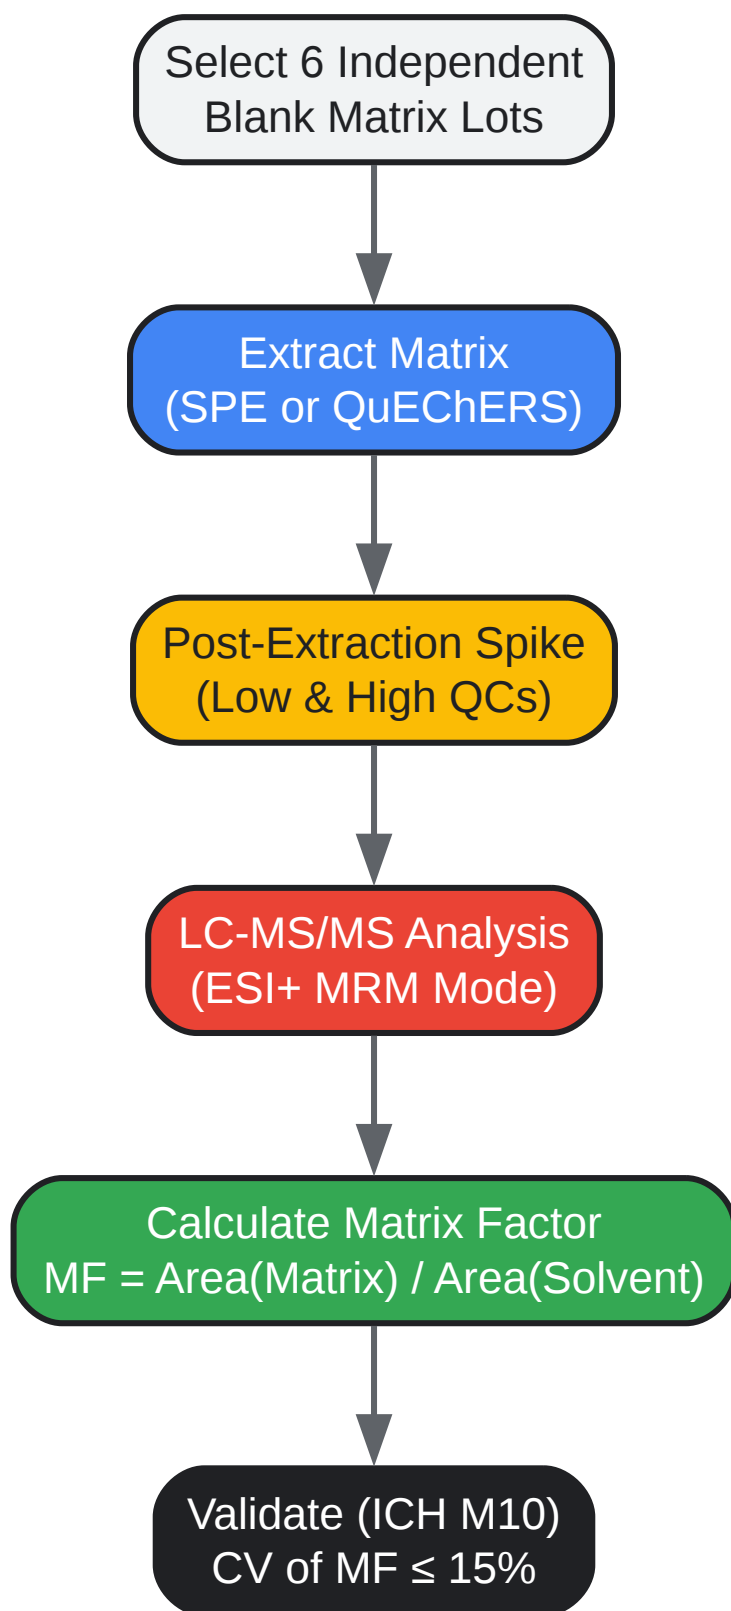 Select 6 Independent
Blank Matrix Lots
Extract Matrix
(SPE or QuEChERS)
Post-Extraction Spike
(Low & High QCs)
LC-MS/MS Analysis
(ESI+ MRM Mode)
Calculate Matrix Factor
MF = Area(Matrix) / Area(Solvent)
Validate (ICH M10)
CV of MF ≤ 15%